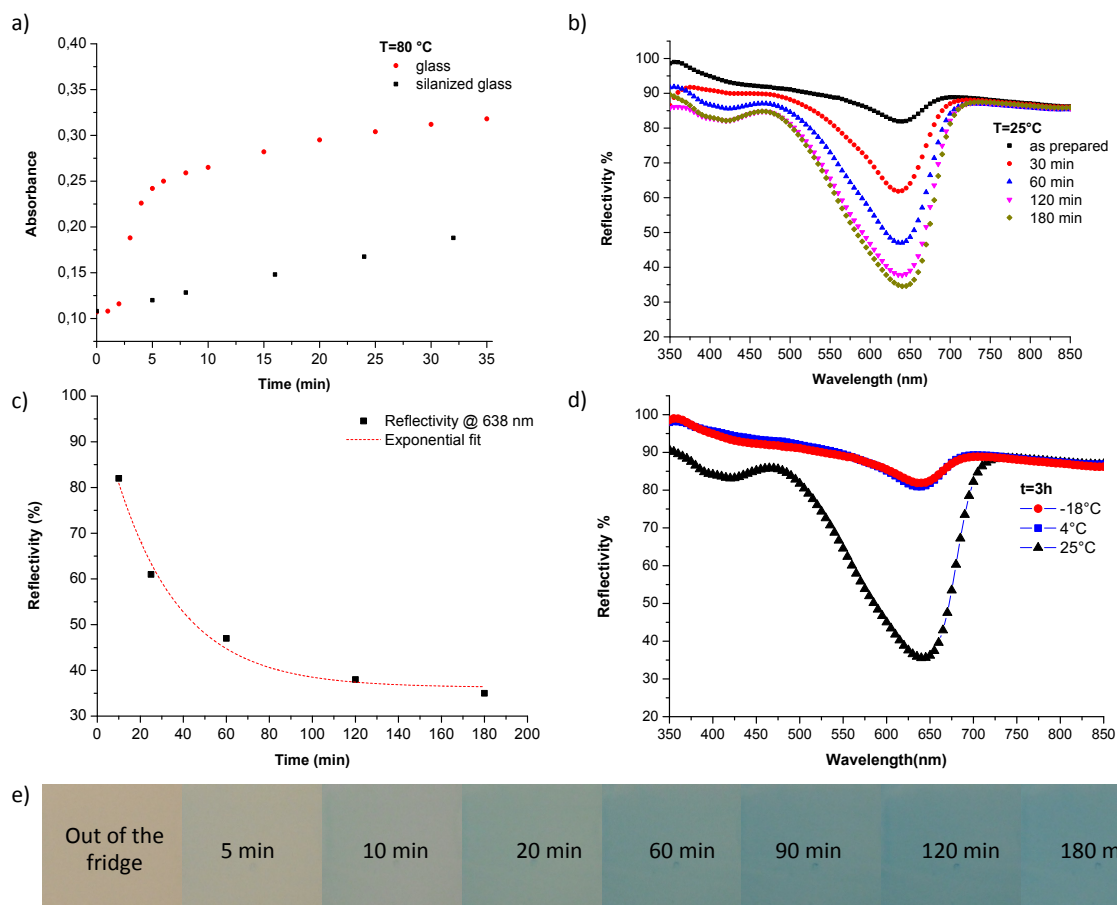 a)
T=80 °C
glass
silanized glass
0,40
0,35
0,30
0,25
0,20
0,15
0,10
Absorbance
0 5 10 15 20 25 30 35
Time (min)
b)
100
90
80
70
60
50
40
30
20
Reflectivity %
T=25°C
as prepared
30 min
60 min
120 min
180 min
350 400 450 500 550 600 650 700 750 800 850
Wavelength (nm)
c)
100
90
80
70
60
50
40
30
Reflectivity (%)
Reflectivity @ 638 nm
Exponential fit
0 20 40 60 80 100 120 140 160 180 200
Time (min)
d)
100
90
80
70
60
50
40
30
20
Reflectivity %
t=3h
-18°C
4°C
25°C
350 400 450 500 550 600 650 700 750 800 850
Wavelength(nm)
e)
Out of the
fridge
5 min
10 min
20 min
60 min
90 min
120 min
180 m